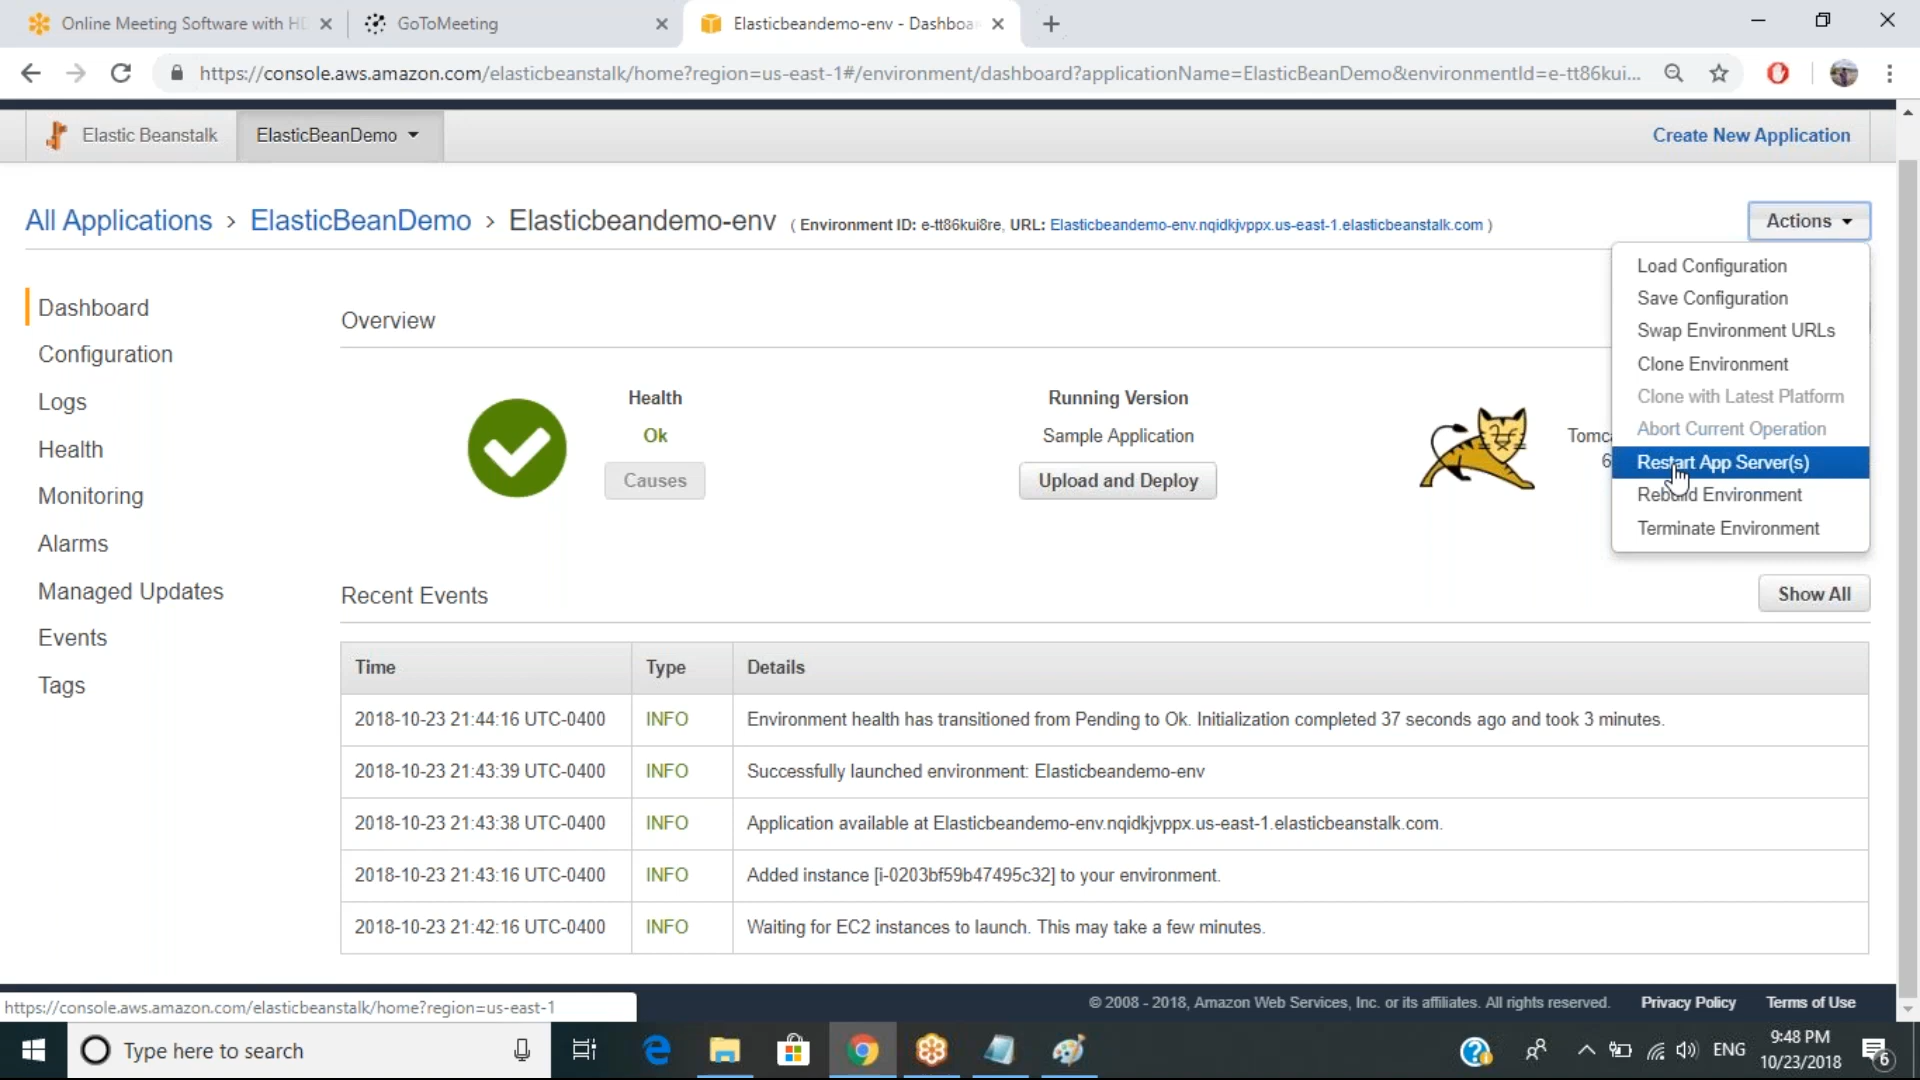 Online Meeting Software with HD
GoToMeeting
Elasticbeandemo-env - Dashboa
https://console.aws.amazon.com/elasticbeanstalk/home?region=us-east-1#/environment/dashboard?applicationName=ElasticBeanDemo&environmentId=e-tt86kui...
Elastic Beanstalk
ElasticBeanDemo
Create New Application
All Applications > ElasticBeanDemo > Elasticbeandemo-env ( Environment ID: e-tt86kui8re, URL: Elasticbeandemo-env.nqidkjvppx.us-east-1.elasticbeanstalk.com )
Actions
Load Configuration
Save Configuration
Swap Environment URLs
Clone Environment
Clone with Latest Platform
Abort Current Operation
Restart App Server(s)
Rebuild Environment
Terminate Environment
Dashboard
Configuration
Logs
Health
Monitoring
Alarms
Managed Updates
Events
Tags
Overview
Health
Ok
Causes
Running Version
Sample Application
Upload and Deploy
Tomca
6
Recent Events
Show All
Time Type Details
2018-10-23 21:44:16 UTC-0400 INFO Environment health has transitioned from Pending to Ok. Initialization completed 37 seconds ago and took 3 minutes.
2018-10-23 21:43:39 UTC-0400 INFO Successfully launched environment: Elasticbeandemo-env
2018-10-23 21:43:38 UTC-0400 INFO Application available at Elasticbeandemo-env.nqidkjvppx.us-east-1.elasticbeanstalk.com.
2018-10-23 21:43:16 UTC-0400 INFO Added instance [i-0203bf59b47495c32] to your environment.
2018-10-23 21:42:16 UTC-0400 INFO Waiting for EC2 instances to launch. This may take a few minutes.
https://console.aws.amazon.com/elasticbeanstalk/home?region=us-east-1
© 2008 - 2018, Amazon Web Services, Inc. or its affiliates. All rights reserved.
Privacy Policy
Terms of Use
Type here to search
ENG
9:48 PM
10/23/2018
6